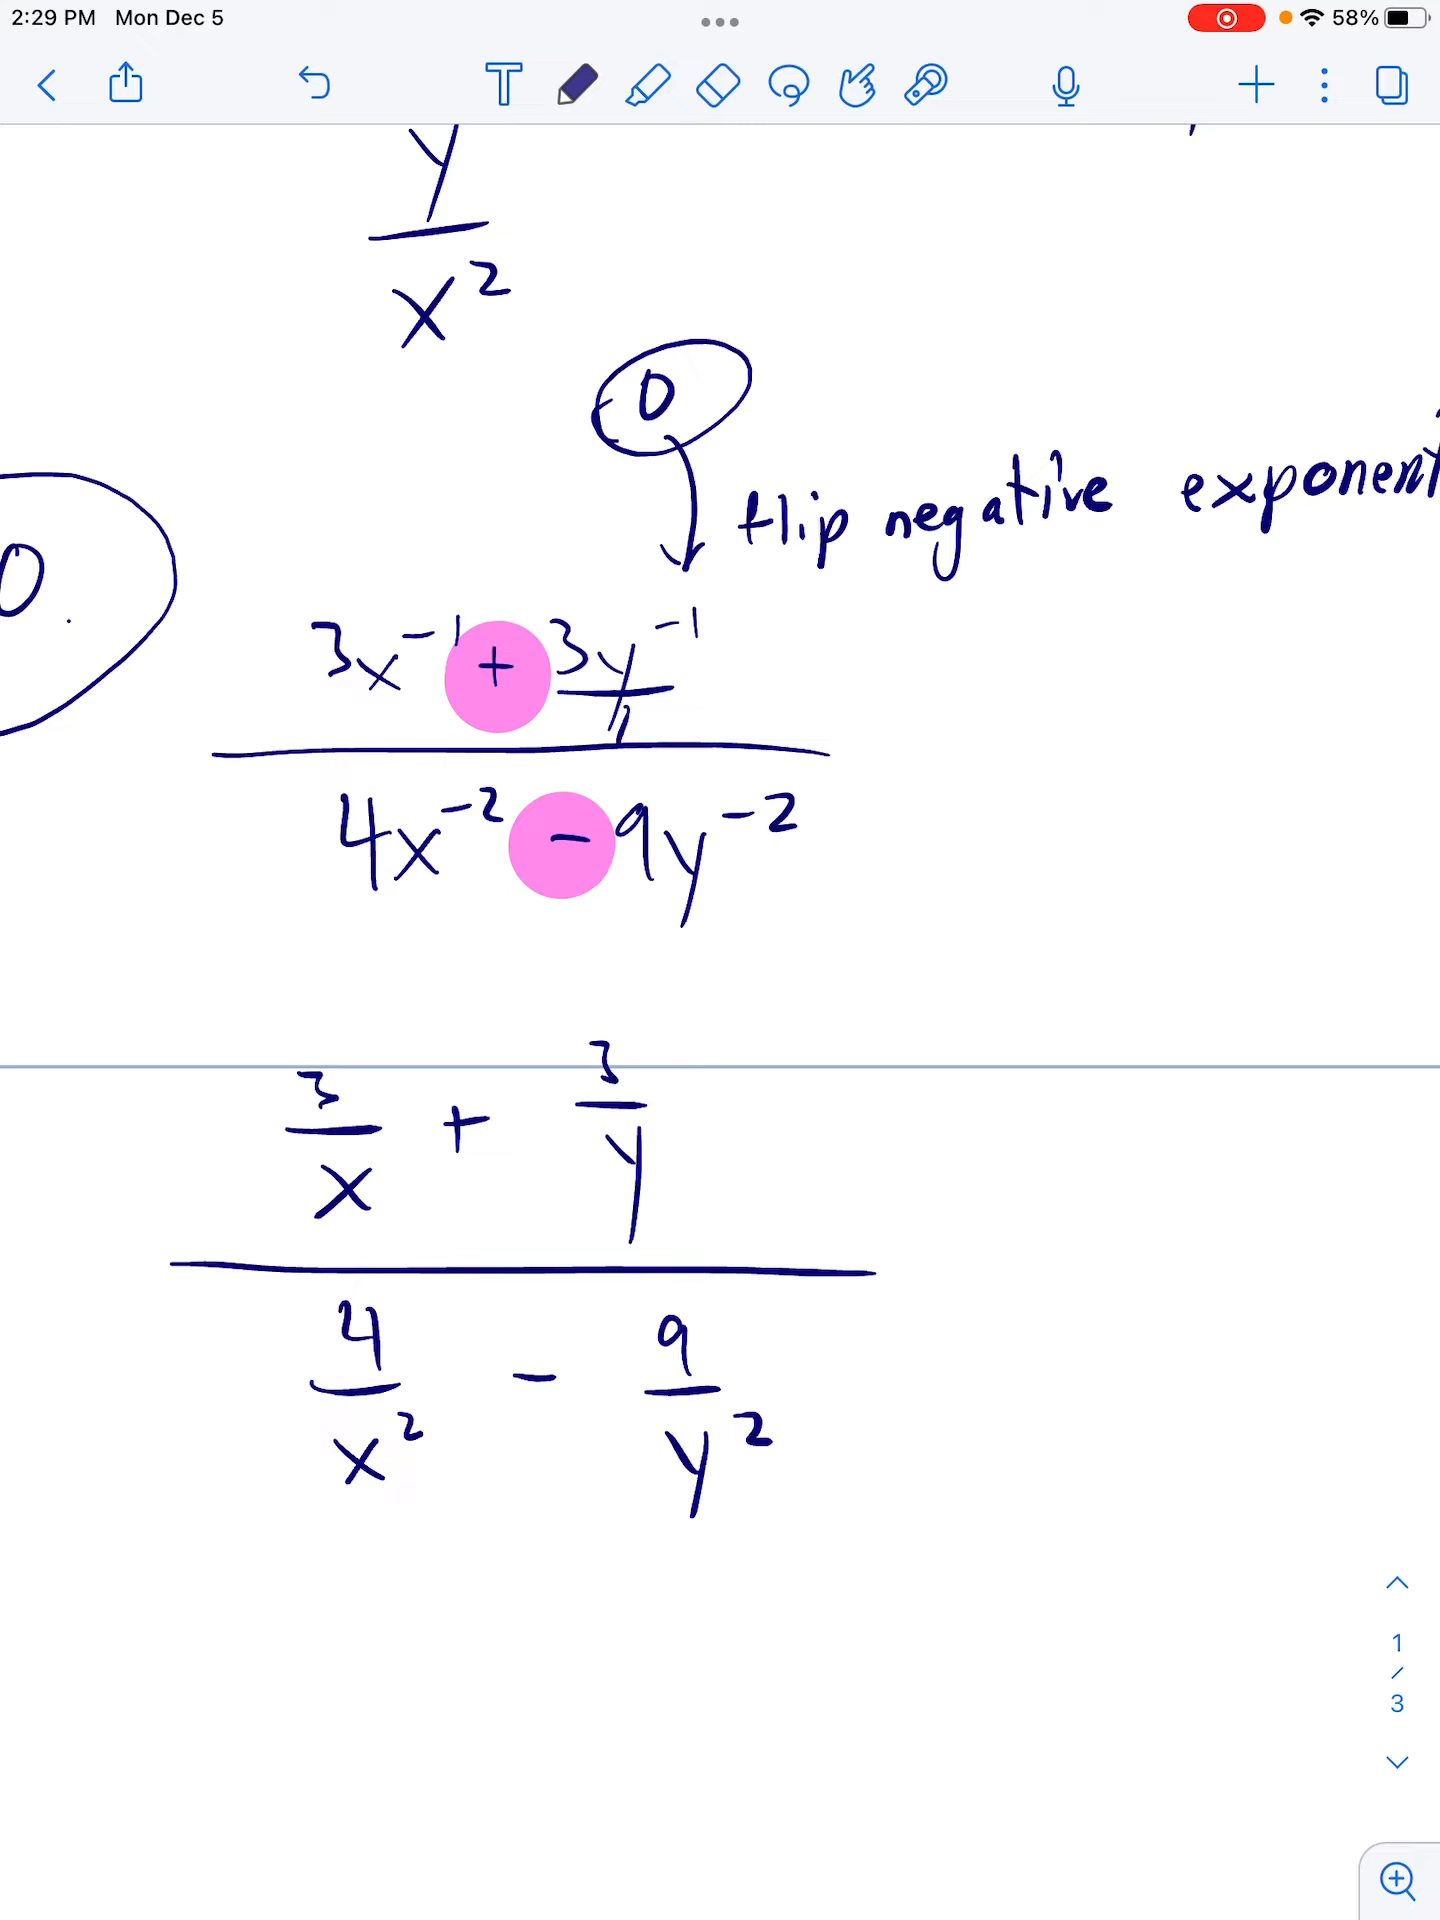 2:29 PM Mon Dec 5
58%
T
y
x²
0
flip negative exponent
0
3x⁻¹ + 3y⁻¹
1
4x⁻² - 9y⁻²
3 + 3
x y
4 - 9
x² y²
1
/
3